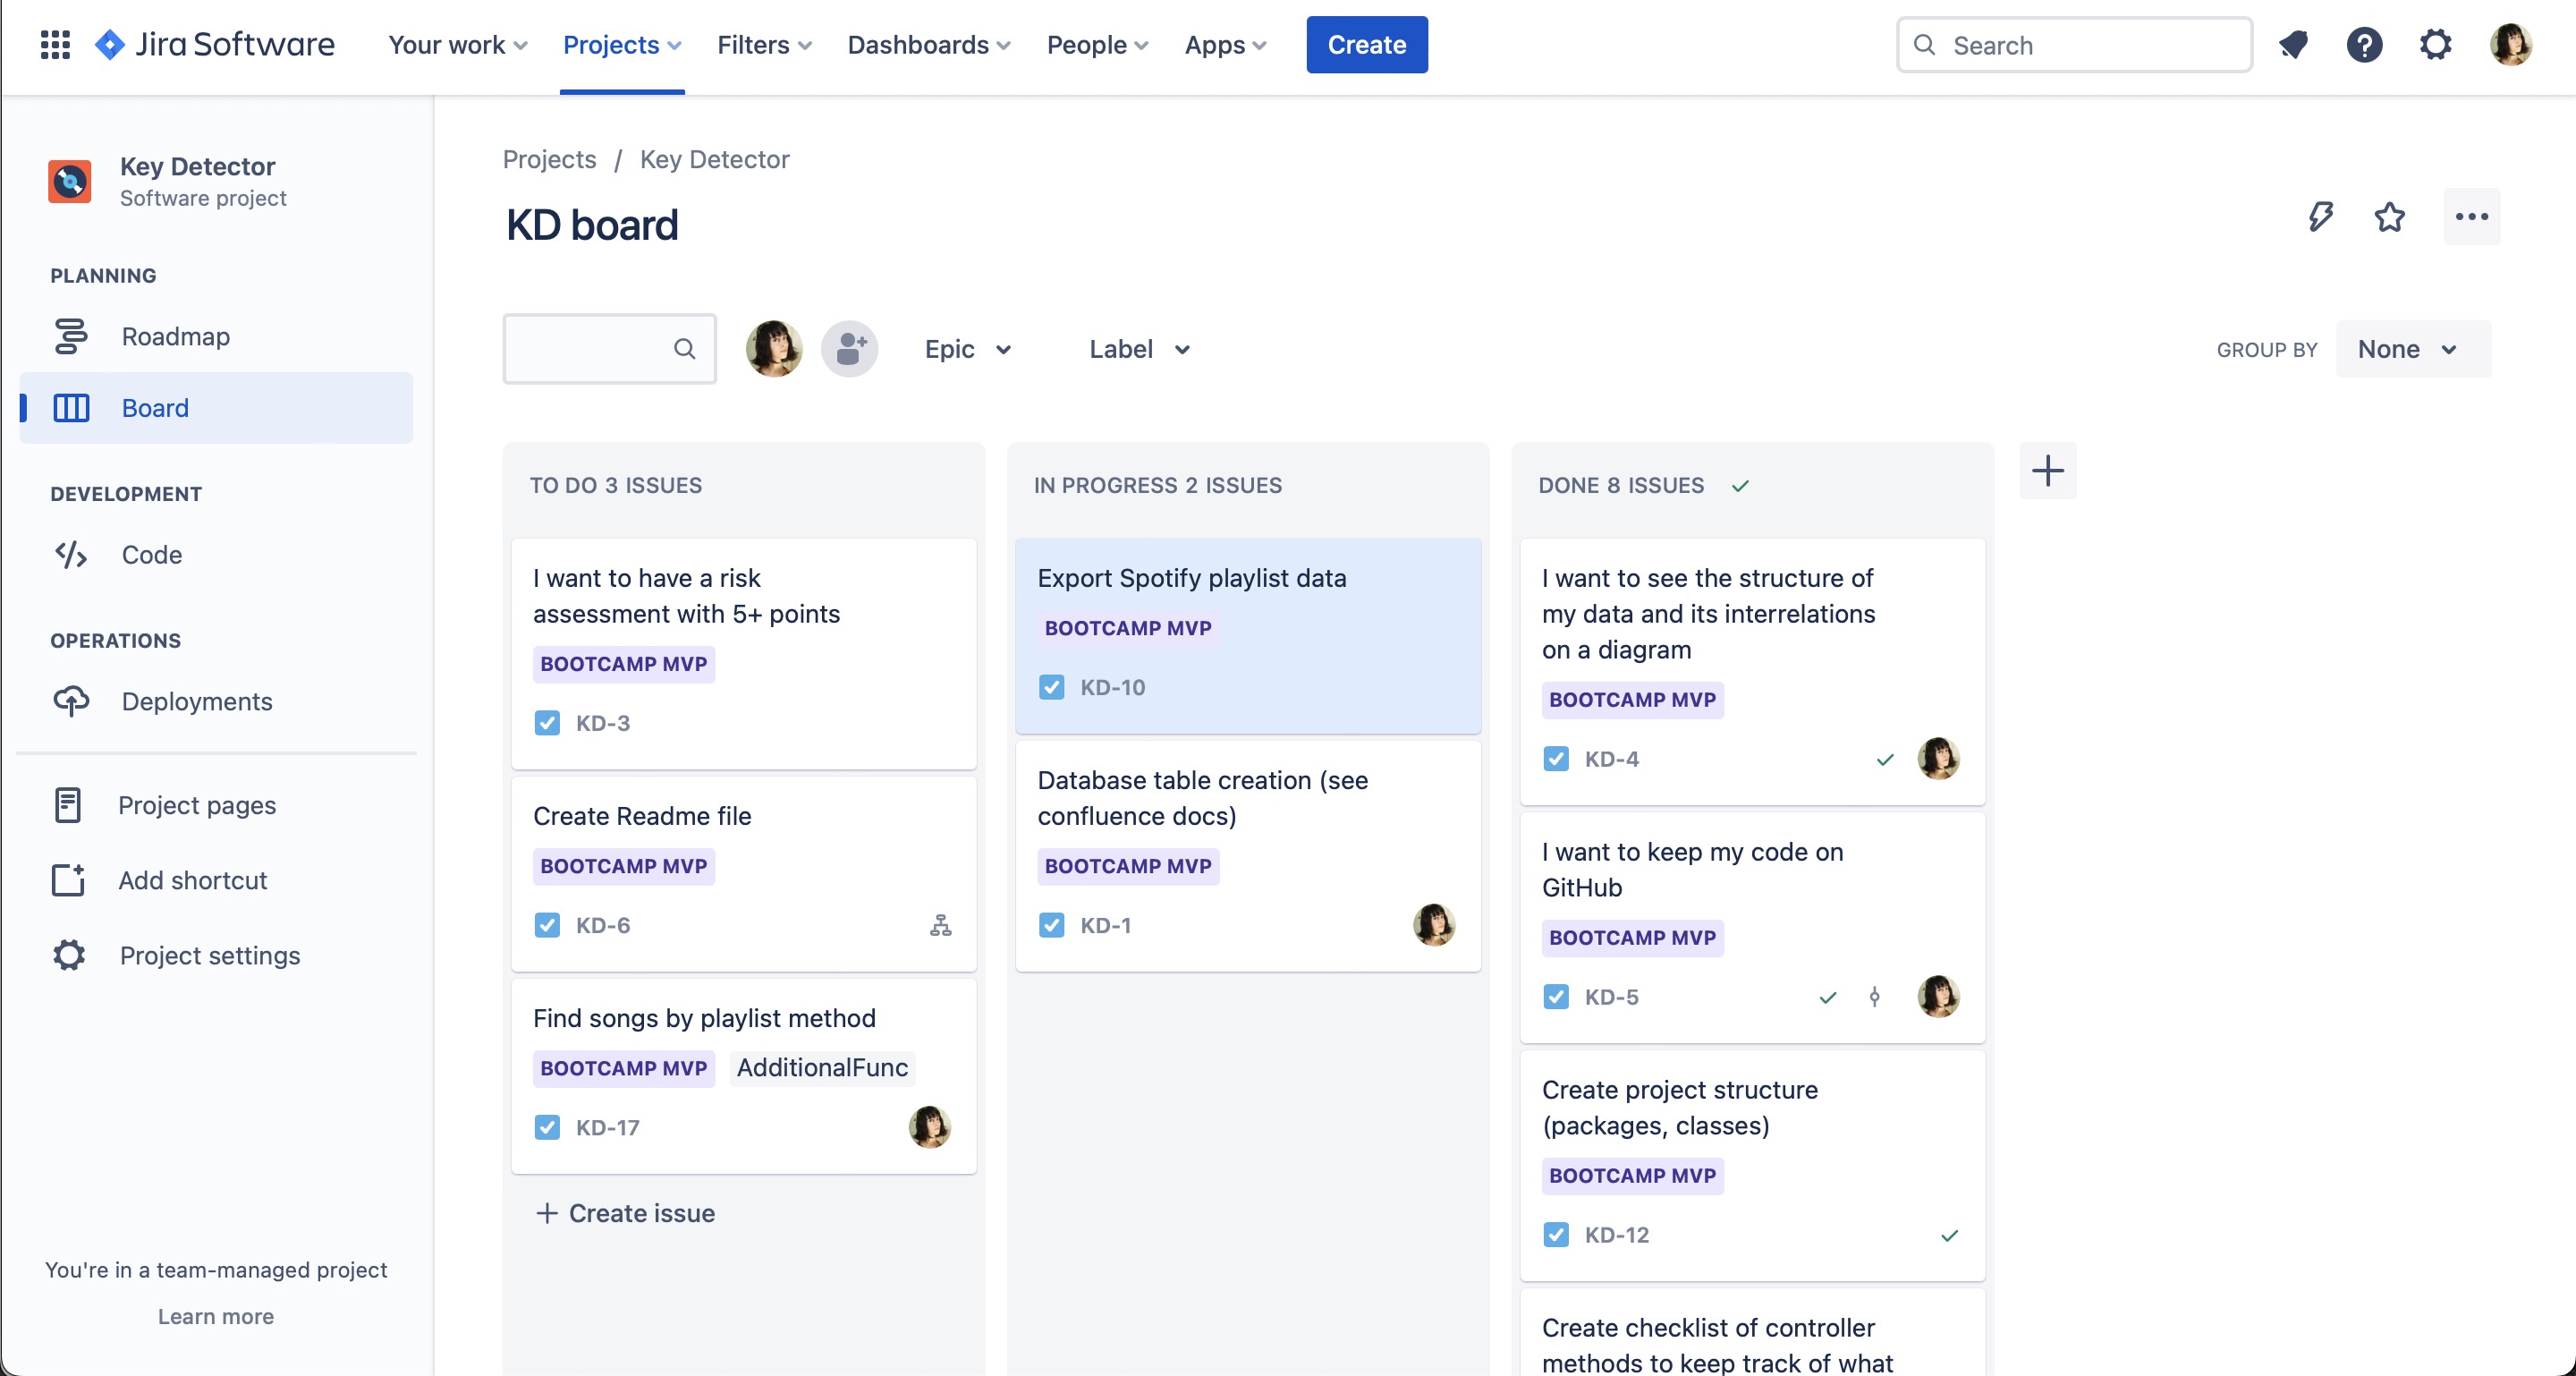 Jira Software
Your work
Projects
Filters
Dashboards
People
Apps
Create
Search
Key Detector
Software project
PLANNING
Roadmap
Board
DEVELOPMENT
Code
OPERATIONS
Deployments
Project pages
Add shortcut
Project settings
You're in a team-managed project
Learn more
Projects / Key Detector
KD board
Epic
Label
GROUP BY
None
TO DO 3 ISSUES
I want to have a risk
assessment with 5+ points
BOOTCAMP MVP
KD-3
Create Readme file
BOOTCAMP MVP
KD-6
Find songs by playlist method
BOOTCAMP MVP AdditionalFunc
KD-17
+ Create issue
IN PROGRESS 2 ISSUES
Export Spotify playlist data
BOOTCAMP MVP
KD-10
Database table creation (see
confluence docs)
BOOTCAMP MVP
KD-1
DONE 8 ISSUES
I want to see the structure of
my data and its interrelations
on a diagram
BOOTCAMP MVP
KD-4
I want to keep my code on
GitHub
BOOTCAMP MVP
KD-5
Create project structure
(packages, classes)
BOOTCAMP MVP
KD-12
Create checklist of controller
methods to keep track of what